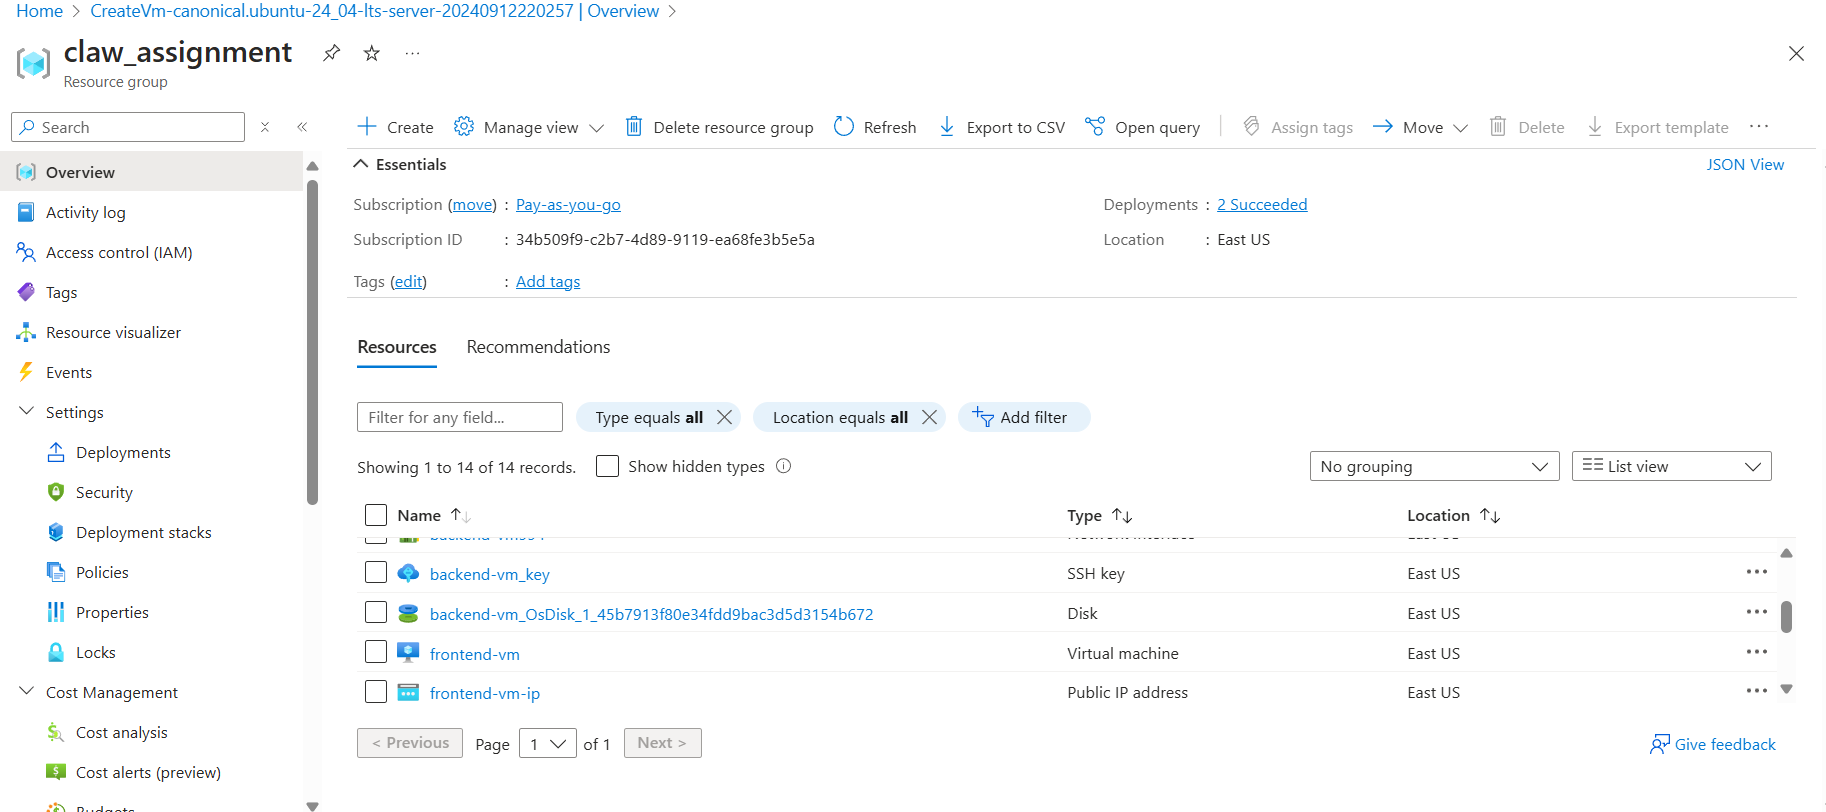 Home > CreateVm-canonical.ubuntu-24_04-lts-server-20240912220257 | Overview >
claw_assignment
Resource group
Search
Overview
Activity log
Access control (IAM)
Tags
Resource visualizer
Events
Settings
Deployments
Security
Deployment stacks
Policies
Properties
Locks
Cost Management
Cost analysis
Cost alerts (preview)
Budgets
Create Manage view Delete resource group Refresh Export to CSV Open query Assign tags Move Delete Export template
Essentials JSON View
Subscription (move) : Pay-as-you-go Deployments : 2 Succeeded
Subscription ID : 34b509f9-c2b7-4d89-9119-ea68fe3b5e5a Location : East US
Tags (edit) : Add tags
Resources Recommendations
Filter for any field... Type equals all Location equals all Add filter
Showing 1 to 14 of 14 records. Show hidden types No grouping List view
Name Type Location
Network Interface East US
backend-vm_key SSH key East US
backend-vm_OsDisk_1_45b7913f80e34fdd9bac3d5d3154b672 Disk East US
frontend-vm Virtual machine East US
frontend-vm-ip Public IP address East US
< Previous Page 1 of 1 Next > Give feedback